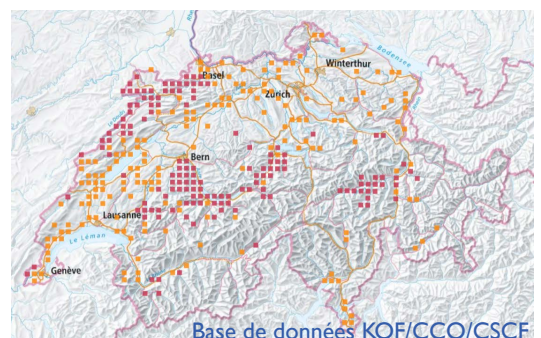 Bodensee
Basel
Winterthur
Zürich
Bern
Lausanne
Le Léman
Genève
Base de données KOF/CCO/CSCF